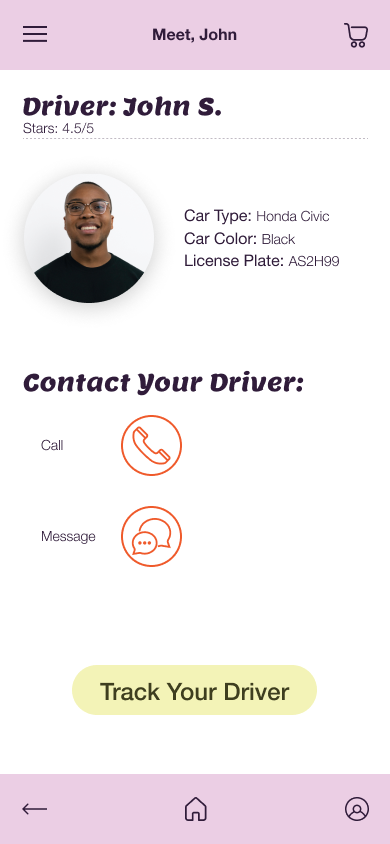 Meet, John
Driver: John S.
Stars: 4.5/5
Car Type: Honda Civic
Car Color: Black
License Plate: AS2H99
Contact Your Driver:
Call
Message
Track Your Driver